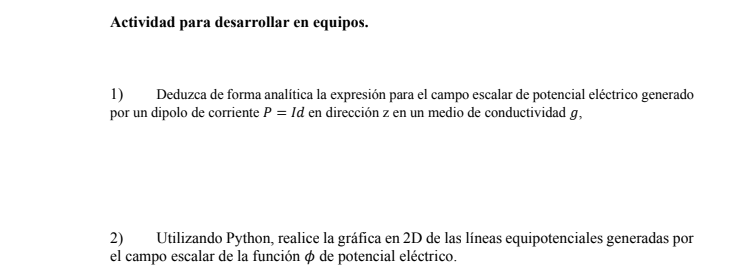 Actividad para desarrollar en equipos.
1) Deduzca de forma analítica la expresión para el campo escalar de potencial eléctrico generado
por un dipolo de corriente 𝑃 = 𝐼𝑑 en dirección z en un medio de conductividad 𝑔,
2) Utilizando Python, realice la gráfica en 2D de las líneas equipotenciales generadas por
el campo escalar de la función 𝜙 de potencial eléctrico.